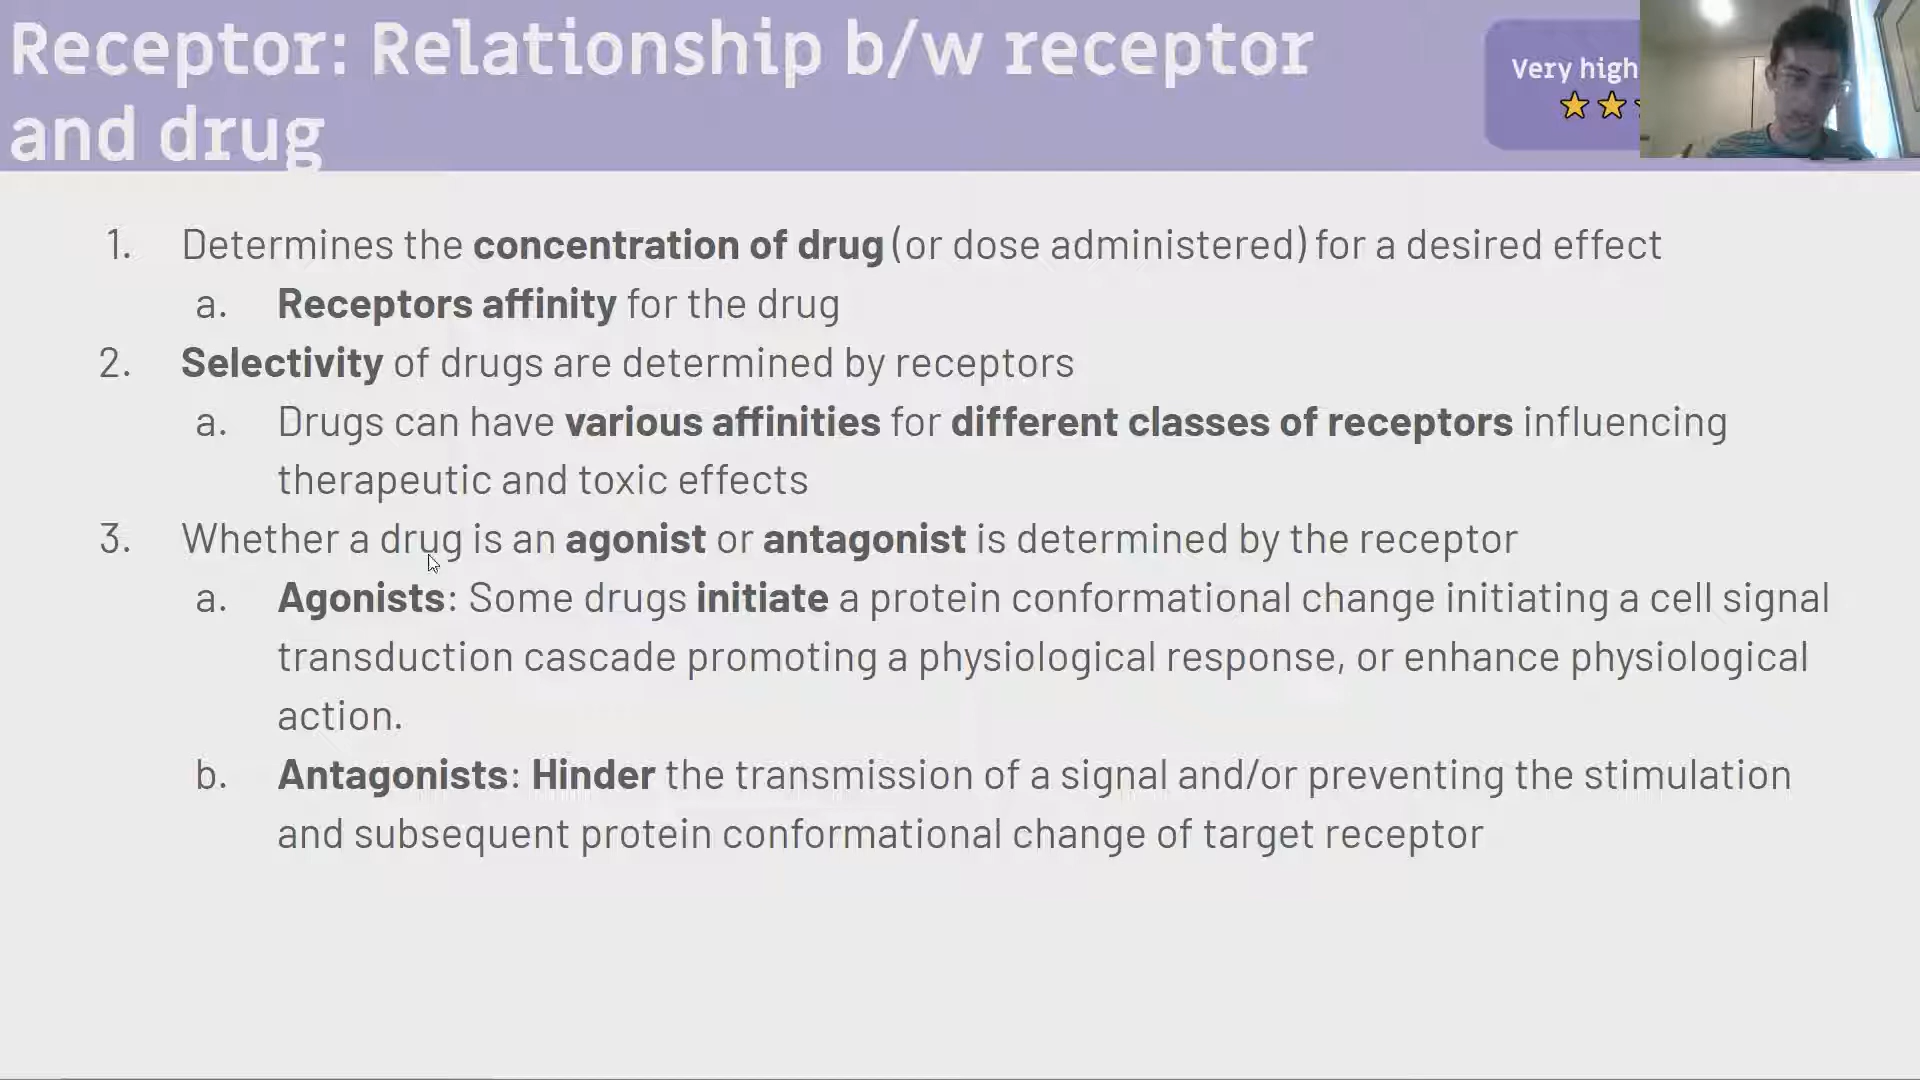 Receptor: Relationship b/w receptor
and drug
Very high
1. Determines the concentration of drug (or dose administered) for a desired effect
a. Receptors affinity for the drug
2. Selectivity of drugs are determined by receptors
a. Drugs can have various affinities for different classes of receptors influencing
therapeutic and toxic effects
3. Whether a drug is an agonist or antagonist is determined by the receptor
a. Agonists: Some drugs initiate a protein conformational change initiating a cell signal
transduction cascade promoting a physiological response, or enhance physiological
action.
b. Antagonists: Hinder the transmission of a signal and/or preventing the stimulation
and subsequent protein conformational change of target receptor